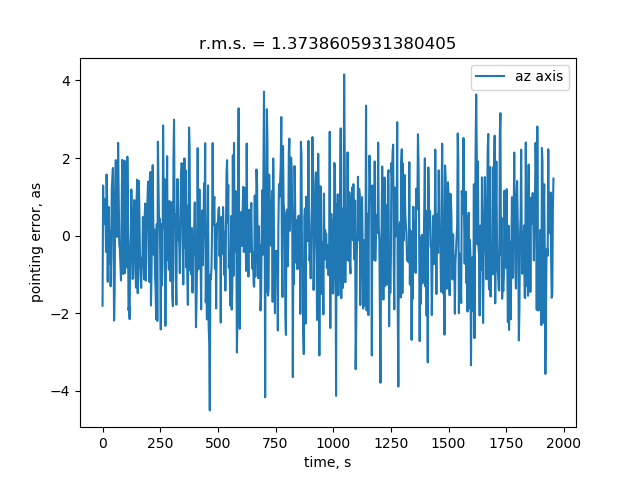 r.m.s. = 1.3738605931380405
az axis
pointing error, as
4
2
0
−2
−4
0 250 500 750 1000 1250 1500 1750 2000
time, s